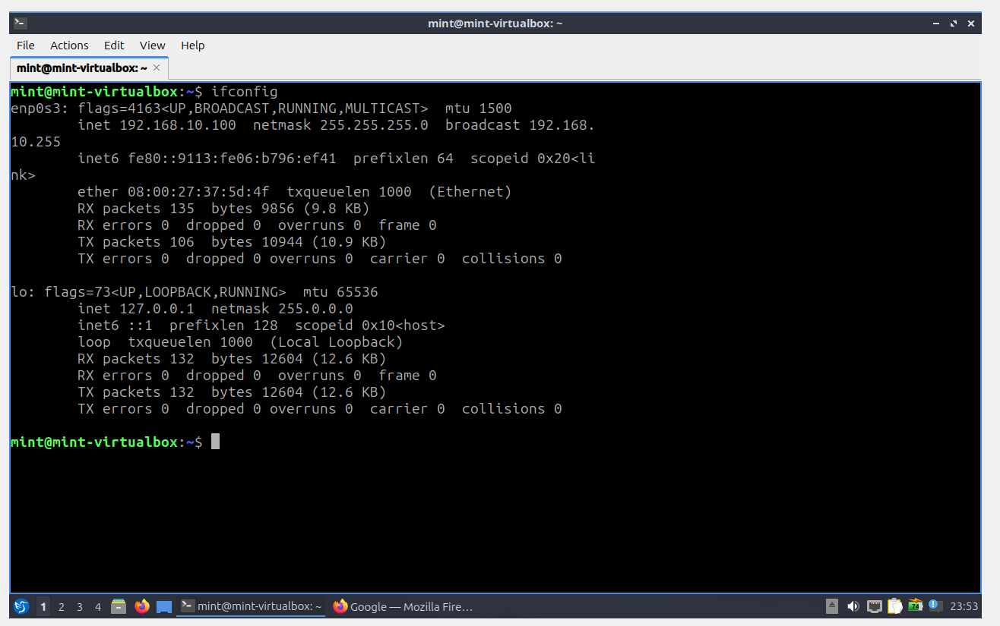 mint@mint-virtualbox: ~
File Actions Edit View Help
mint@mint-virtualbox: ~ ×
mint@mint-virtualbox:~$ ifconfig
enp0s3: flags=4163<UP,BROADCAST,RUNNING,MULTICAST>  mtu 1500
        inet 192.168.10.100  netmask 255.255.255.0  broadcast 192.168.
10.255
        inet6 fe80::9113:fe06:b796:ef41  prefixlen 64  scopeid 0x20<li
nk>
        ether 08:00:27:37:5d:4f  txqueuelen 1000  (Ethernet)
        RX packets 135  bytes 9856 (9.8 KB)
        RX errors 0  dropped 0  overruns 0  frame 0
        TX packets 106  bytes 10944 (10.9 KB)
        TX errors 0  dropped 0 overruns 0  carrier 0  collisions 0
lo: flags=73<UP,LOOPBACK,RUNNING>  mtu 65536
        inet 127.0.0.1  netmask 255.0.0.0
        inet6 ::1  prefixlen 128  scopeid 0x10<host>
        loop  txqueuelen 1000  (Local Loopback)
        RX packets 132  bytes 12604 (12.6 KB)
        RX errors 0  dropped 0  overruns 0  frame 0
        TX packets 132  bytes 12604 (12.6 KB)
        TX errors 0  dropped 0 overruns 0  carrier 0  collisions 0
mint@mint-virtualbox:~$
1 2 3 4 mint@mint-virtualbox: ~ Google — Mozilla Fire… 74 23:53